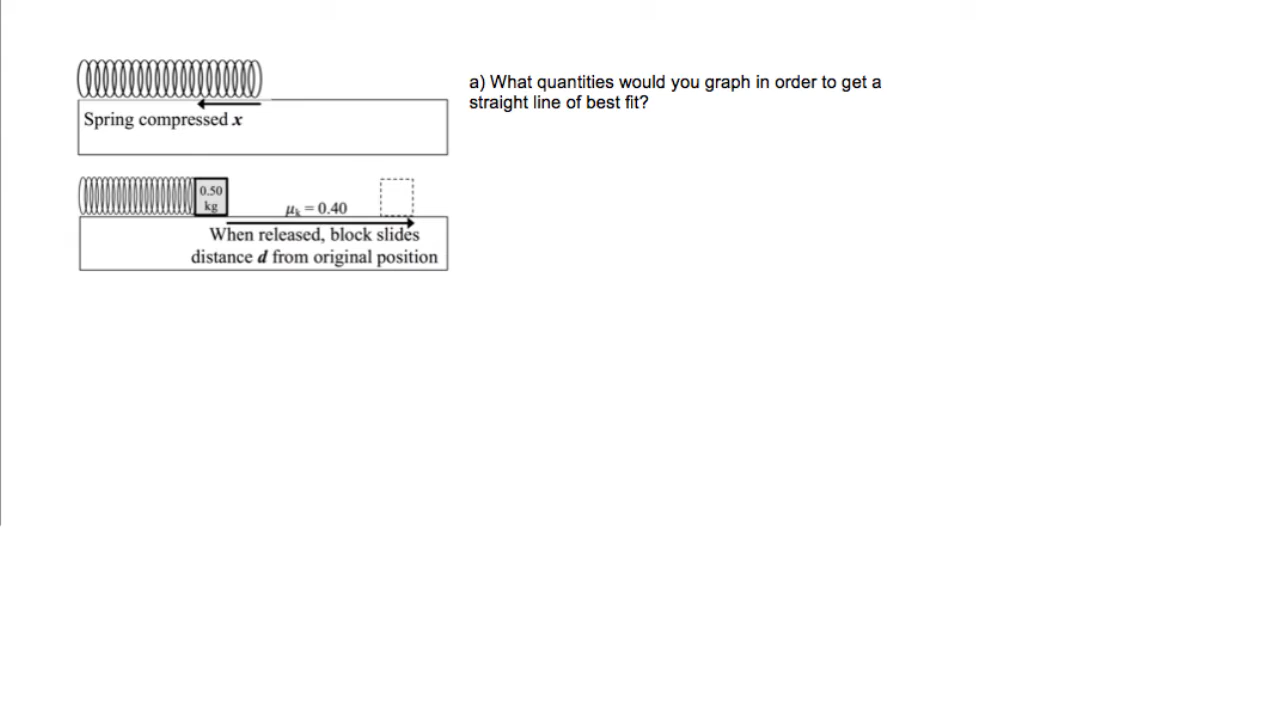 a) What quantities would you graph in order to get a
straight line of best fit?
Spring compressed x
0.50
kg
μk = 0.40
When released, block slides
distance d from original position